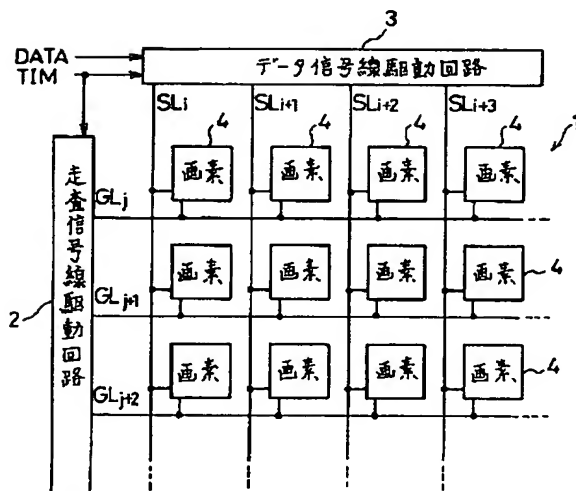 3
DATA
TIM
データ信号線駆動回路
SLi SLi+1 SLi+2 SLi+3
4 4 4 4
1
画素 画素 画素 画素
GLj
画素 画素 画素 画素 4
GLj+1
2
走査信号線駆動回路
画素 画素 画素 画素 4
GLj+2